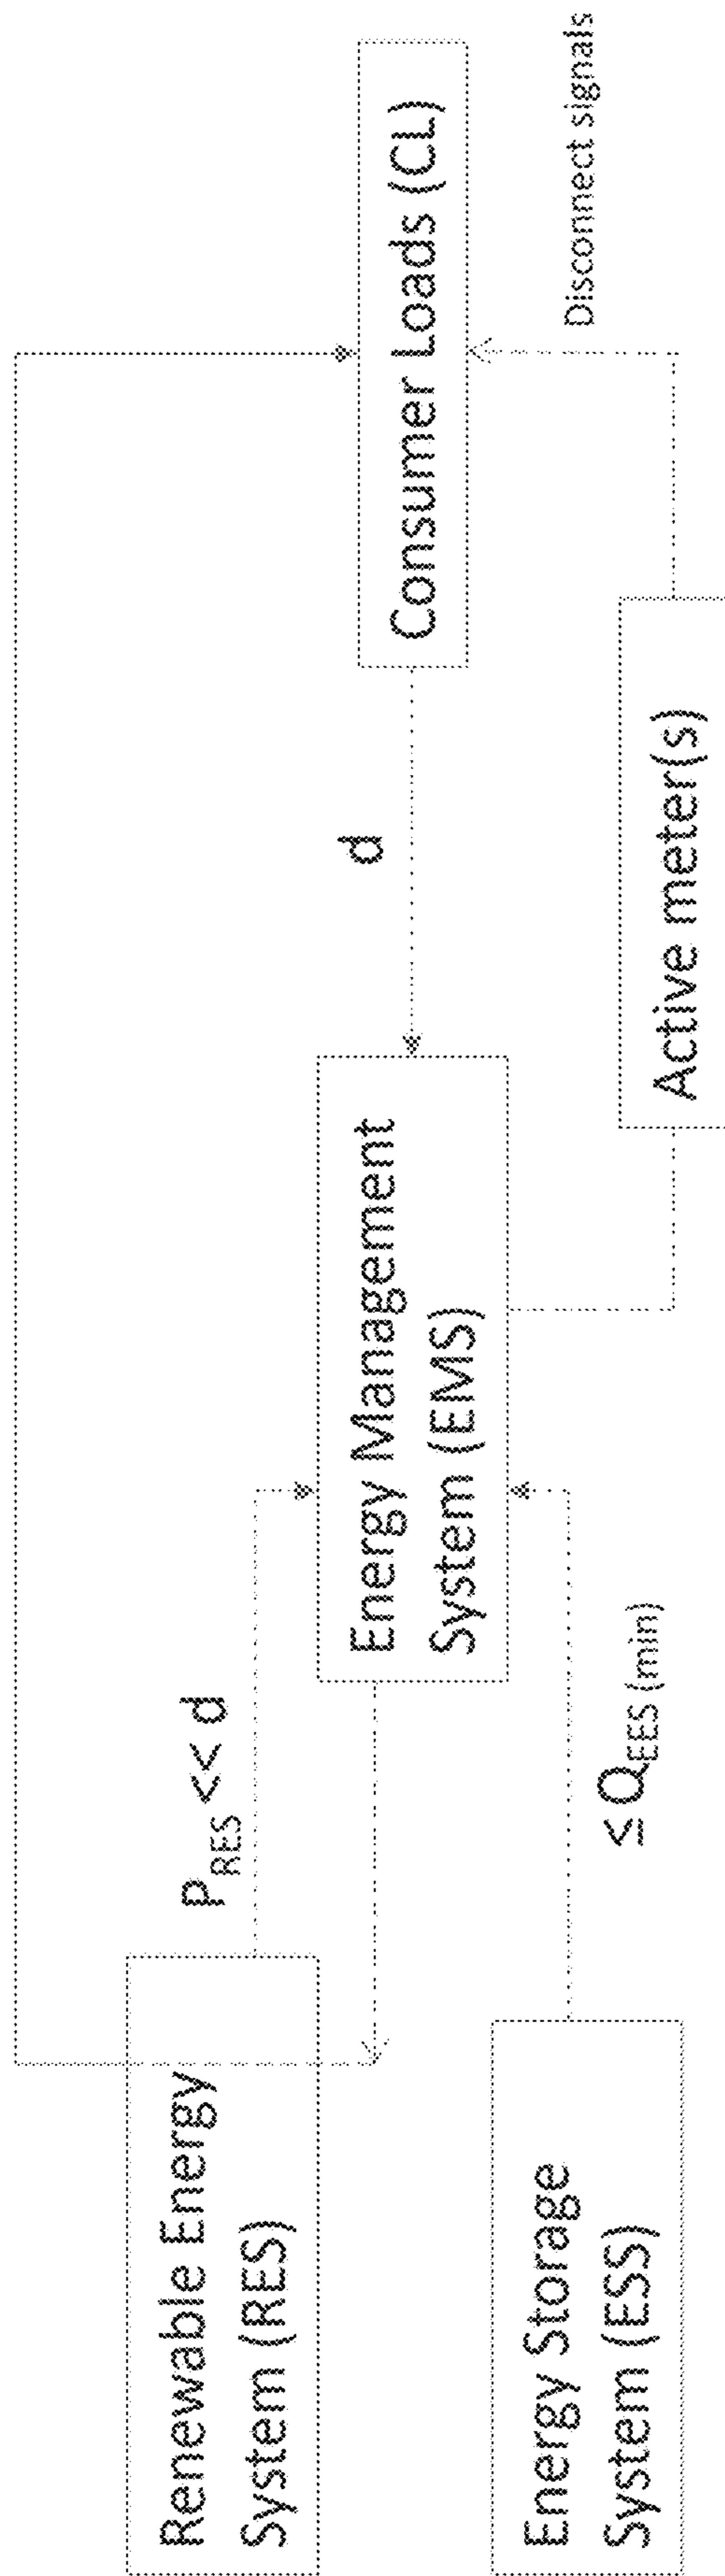 Renewable Energy
System (RES)
P_RES << d
Energy Management
System (EMS)
d
Consumer Loads (CL)
Energy Storage
System (ESS)
≤ Q_EES (min)
Active meter(s)
Disconnect signals